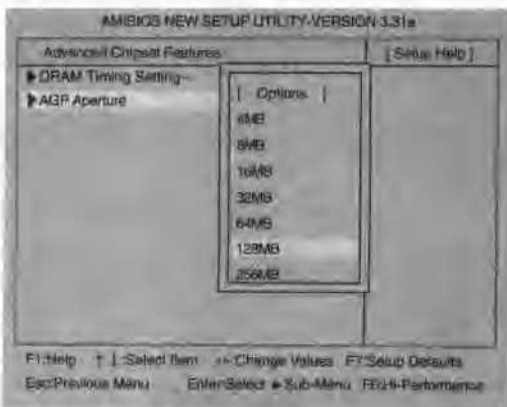 AMIBIOS NEW SETUP UTILITY-VERSION 3.31a
Advanced Chipset Features
[ Setup Help ]
▶DRAM Timing Setting
▶AGP Aperture
[ Options ]
4MB
8MB
16MB
32MB
64MB
128MB
256MB
F1:Help ↑↓:Select Item +-:Change Values F7:Setup Defaults
Esc:Previous Menu Enter:Select ▶Sub-Menu F6:Hi-Performance